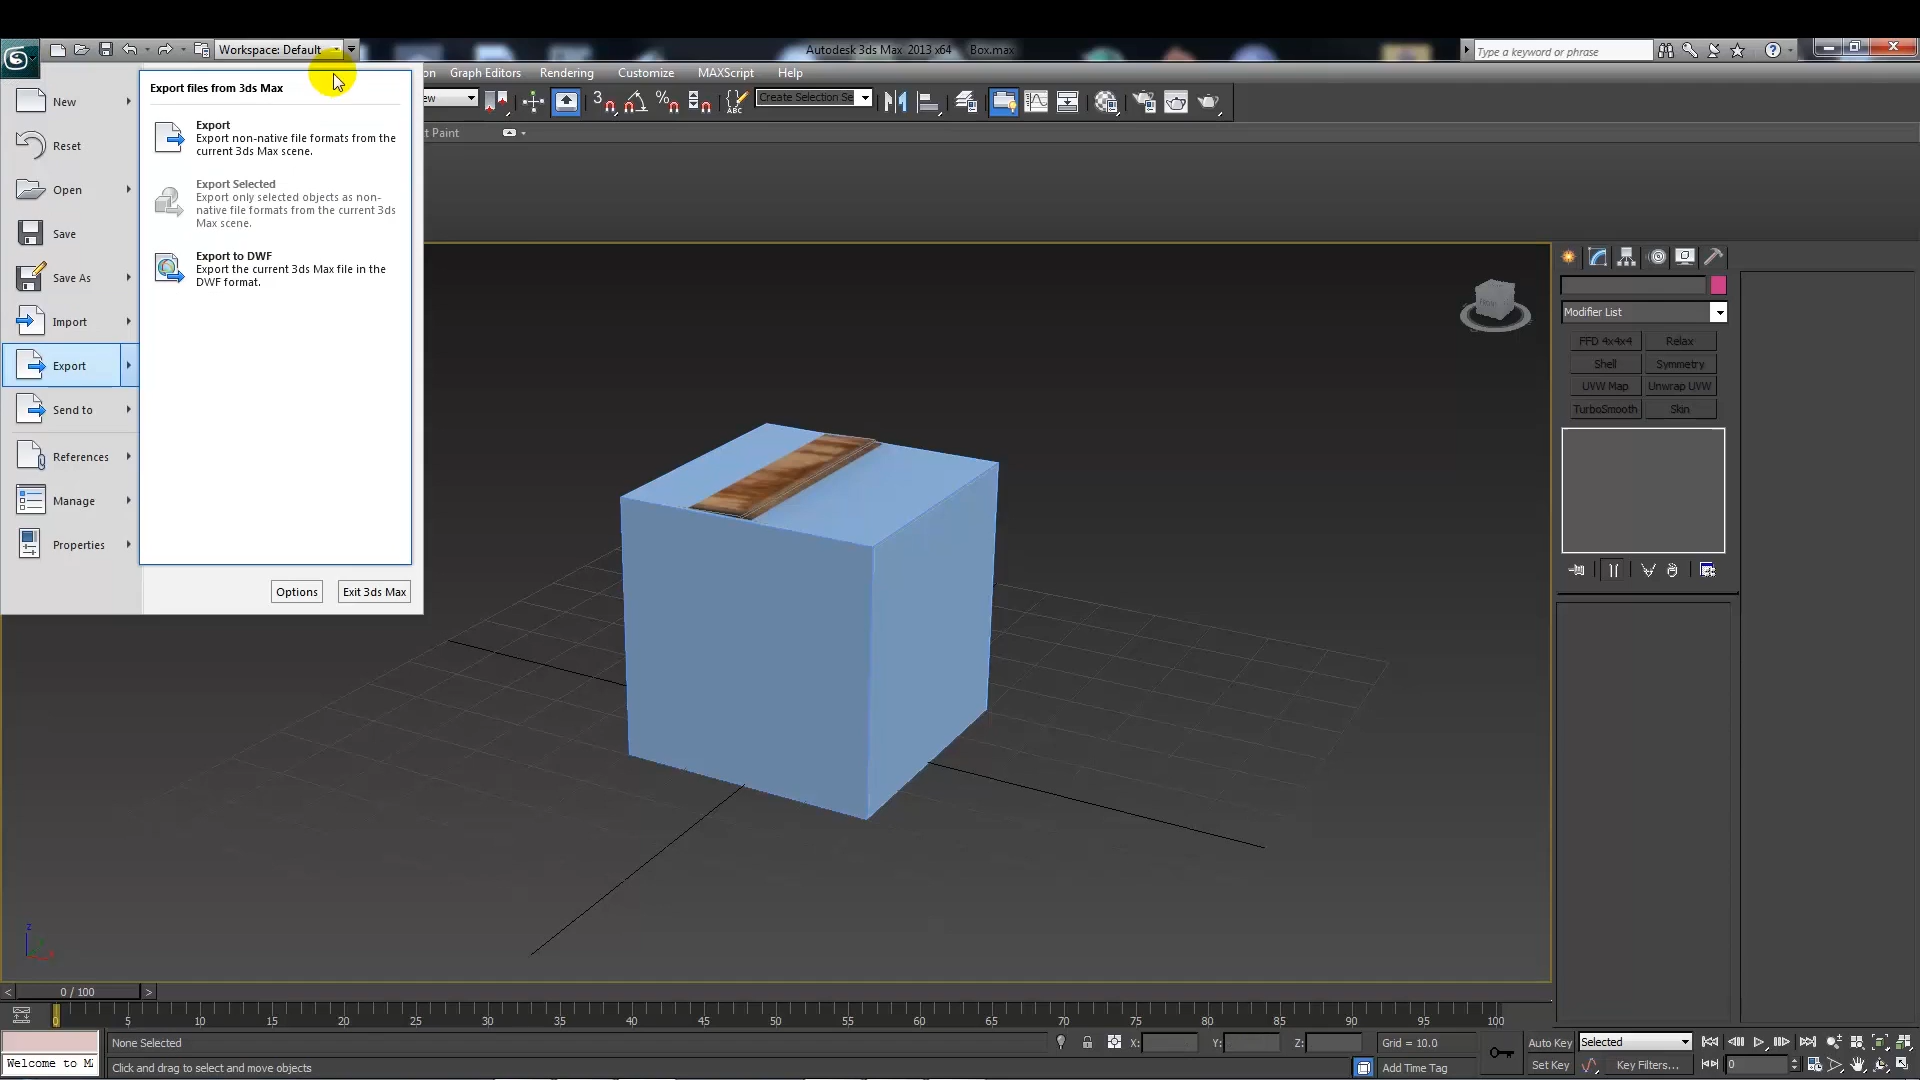 Workspace: Default
Autodesk 3ds Max 2013 x64 Box.max
Type a keyword or phrase
on Graph Editors Rendering Customize MAXScript Help
Export files from 3ds Max
Export
Export non-native file formats from the
current 3ds Max scene.
Export Selected
Export only selected objects as non-
native file formats from the current 3ds
Max scene.
Export to DWF
Export the current 3ds Max file in the
DWF format.
New
Reset
Open
Save
Save As
Import
Export
Send to
References
Manage
Properties
Options
Exit 3ds Max
ew
3
ABC
Create Selection Se
t Paint
Modifier List
FFD 4x4x4 Relax
Shell Symmetry
UVW Map Unwrap UVW
TurboSmooth Skin
z
< 0 / 100 >
0 5 10 15 20 25 30 35 40 45 50 55 60 65 70 75 80 85 90 95 100
None Selected
X: Y: Z: Grid = 10.0
Auto Key Selected
Welcome to M
Click and drag to select and move objects
Add Time Tag
Set Key Key Filters... 0